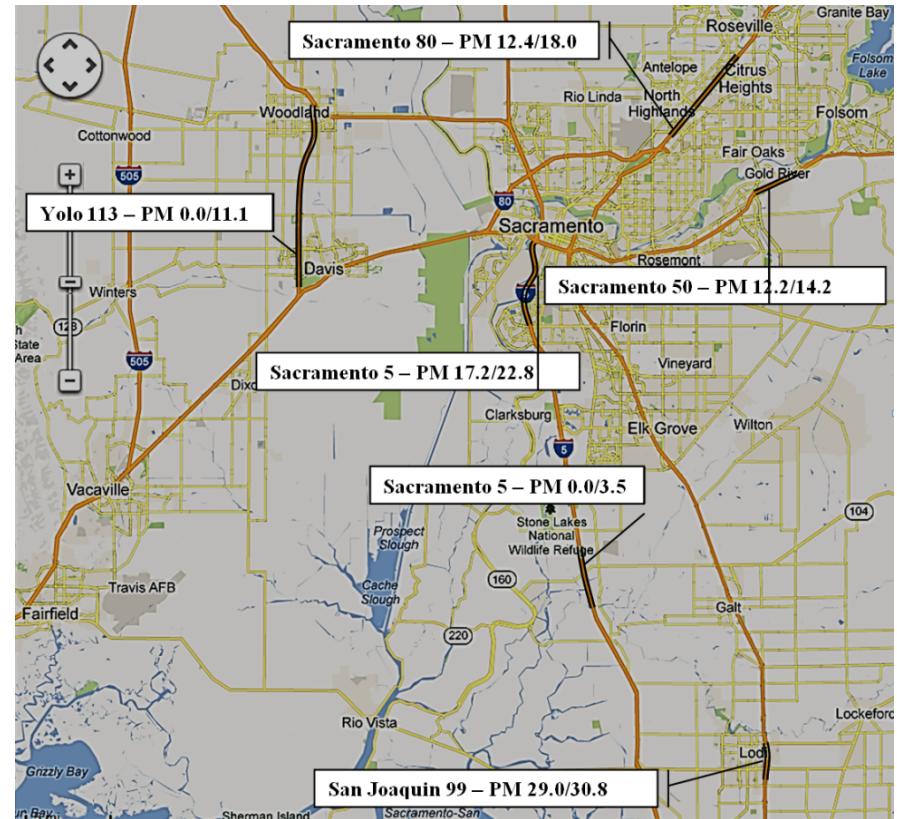 Granite Bay
Roseville
Sacramento 80 – PM 12.4/18.0
Folsom
Lake
Antelope
Citrus
Heights
North
Highlands
Rio Linda
Woodland
Folsom
Cottonwood
Fair Oaks
505
Gold River
80
Yolo 113 – PM 0.0/11.1
Sacramento
Rosemont
Davis
Sacramento 50 – PM 12.2/14.2
Winters
128
State
Area
Florin
505
Vineyard
Sacramento 5 – PM 17.2/22.8
Clarksburg
Wilton
Elk Grove
5
Sacramento 5 – PM 0.0/3.5
Vacaville
104
Stone Lakes
National
Wildlife Refuge
Prospect
Slough
160
Travis AFB
Cache
Slough
Fairfield
Galt
220
Rio Vista
Lockeford
Lodi
Grizzly Bay
San Joaquin 99 – PM 29.0/30.8
Sherman Island
Sacramento-San